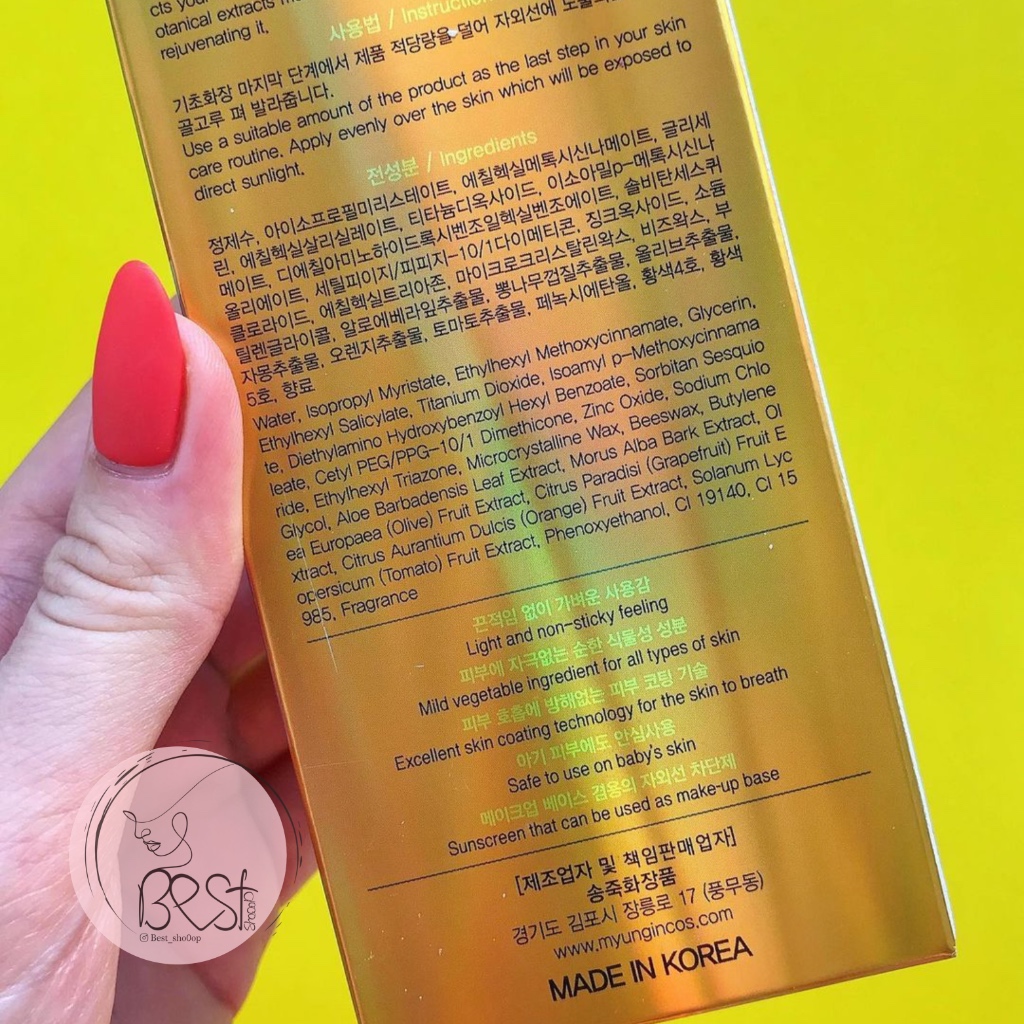 cts your
otanical extracts
rejuvenating it.
사용법 / Instructio
기초화장 마지막 단계에서 제품 적당량을 덜어 자외선에
골고루 펴 발라줍니다.
Use a suitable amount of the product as the last step in your skin
care routine. Apply evenly over the skin which will be exposed to
direct sunlight.
전성분 / Ingredients
정제수, 아이소프로필미리스테이트, 에칠헥실메톡시신나메이트, 글리세
린, 에칠헥실살리실레이트, 티타늄디옥사이드, 이소아밀p-메톡시신나
메이트, 디에칠아미노하이드록시벤조일헥실벤조에이트, 솔비탄세스퀴
올리에이트, 세틸피이지/피피지-10/1다이메티콘, 징크옥사이드, 소듐
클로라이드, 에칠헥실트리아존, 마이크로크리스탈린왁스, 비즈왁스, 부
틸렌글라이콜, 알로에베라잎추출물, 뽕나무껍질추출물, 올리브추출물,
자몽추출물, 오렌지추출물, 토마토추출물, 페녹시에탄올, 황색4호, 황색
5호, 향료
Water, Isopropyl Myristate, Ethylhexyl Methoxycinnamate, Glycerin,
Ethylhexyl Salicylate, Titanium Dioxide, Isoamyl p-Methoxycinnama
te, Diethylamino Hydroxybenzoyl Hexyl Benzoate, Sorbitan Sesquio
leate, Cetyl PEG/PPG-10/1 Dimethicone, Zinc Oxide, Sodium Chlo
ride, Ethylhexyl Triazone, Microcrystalline Wax, Beeswax, Butylene
Glycol, Aloe Barbadensis Leaf Extract, Morus Alba Bark Extract, Ol
ea Europaea (Olive) Fruit Extract, Citrus Paradisi (Grapefruit) Fruit E
xtract, Citrus Aurantium Dulcis (Orange) Fruit Extract, Solanum Lyc
opersicum (Tomato) Fruit Extract, Phenoxyethanol, CI 19140, CI 15
985, Fragrance
끈적임 없이 가벼운 사용감
Light and non-sticky feeling
피부에 자극없는 순한 식물성 성분
Mild vegetable ingredient for all types of skin
피부 호흡에 방해없는 피부 코팅 기술
Excellent skin coating technology for the skin to breath
아기 피부에도 안심사용
Safe to use on baby's skin
메이크업 베이스 겸용의 자외선 차단제
Sunscreen that can be used as make-up base
[제조업자 및 책임판매업자]
송죽화장품
경기도 김포시 장릉로 17 (풍무동)
www.myungincos.com
MADE IN KOREA
BEST
Sho0op
Best_sho0op